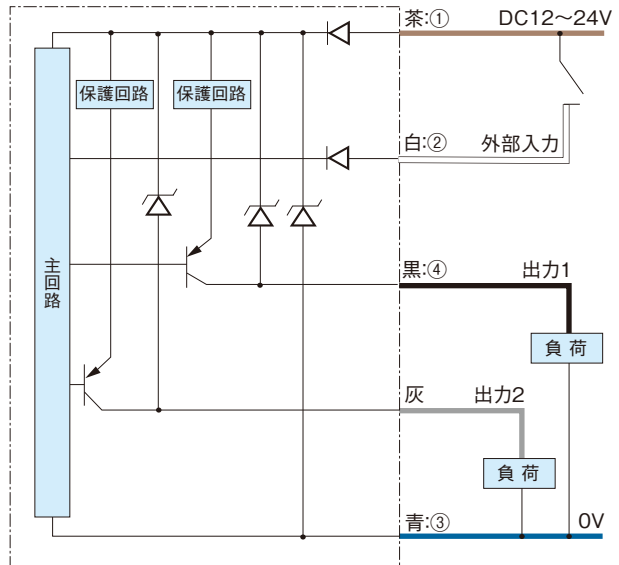 茶:① DC12～24V
保護回路 保護回路
白:② 外部入力
主回路
黒:④ 出力1
負荷
灰 出力2
負荷
青:③ 0V